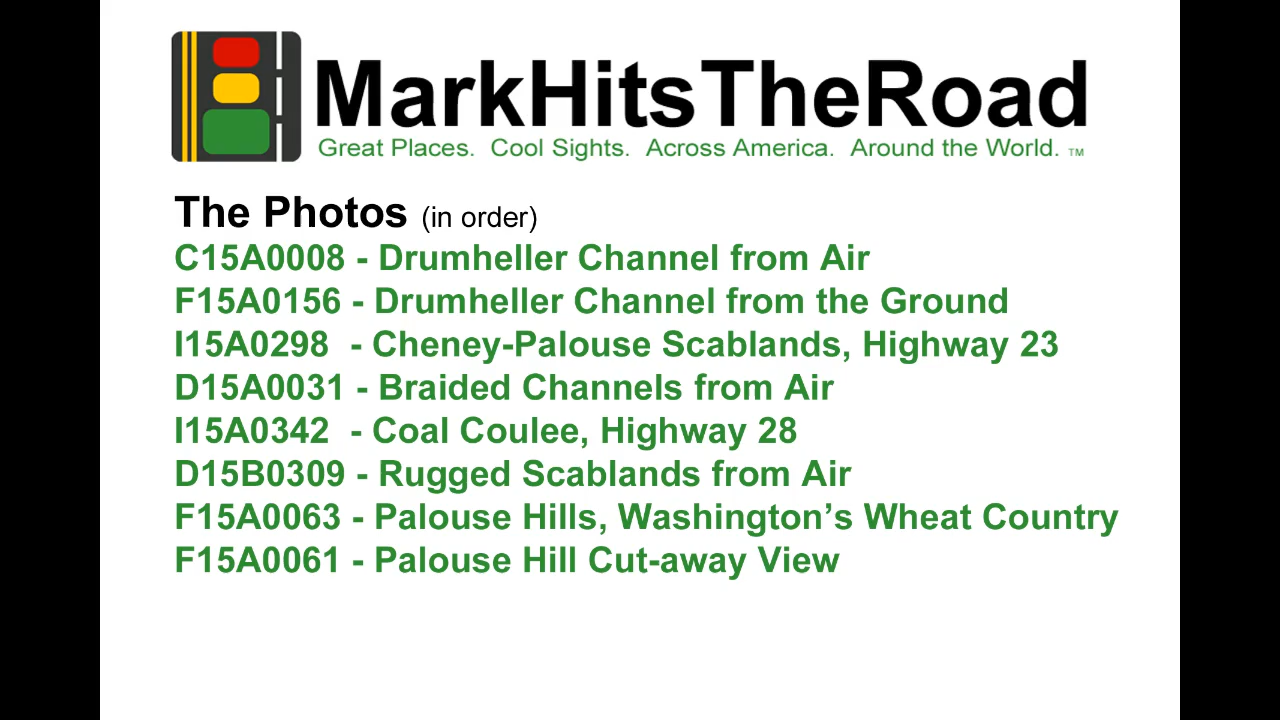 MarkHitsTheRoad
Great Places. Cool Sights. Across America. Around the World. ™
The Photos (in order)
C15A0008 - Drumheller Channel from Air
F15A0156 - Drumheller Channel from the Ground
I15A0298 - Cheney-Palouse Scablands, Highway 23
D15A0031 - Braided Channels from Air
I15A0342 - Coal Coulee, Highway 28
D15B0309 - Rugged Scablands from Air
F15A0063 - Palouse Hills, Washington’s Wheat Country
F15A0061 - Palouse Hill Cut-away View